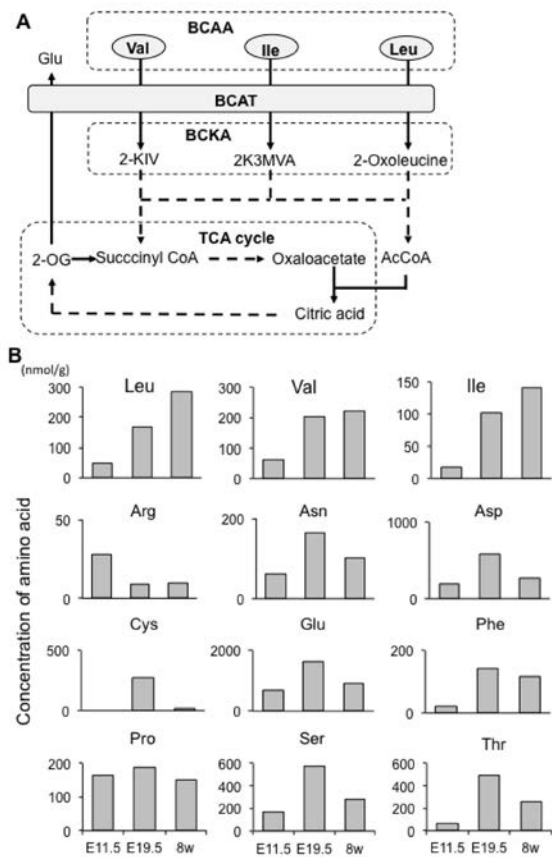 A
BCAA
Val Ile Leu
Glu
BCAT
BCKA
2-KIV 2K3MVA 2-Oxoleucine
TCA cycle
2-OG Succcinyl CoA Oxaloacetate AcCoA
Citric acid
B
(nmol/g)
Concentration of amino acid
Leu Val Ile
300 300 150
200 200 100
100 100 50
0 0 0
Arg Asn Asp
50 200 1000
0 0 0
Cys Glu Phe
500 2000 200
0 0 0
Pro Ser Thr
200 600 600
150 400 400
100 200 200
50 0 0
0
E11.5 E19.5 8w E11.5 E19.5 8w E11.5 E19.5 8w